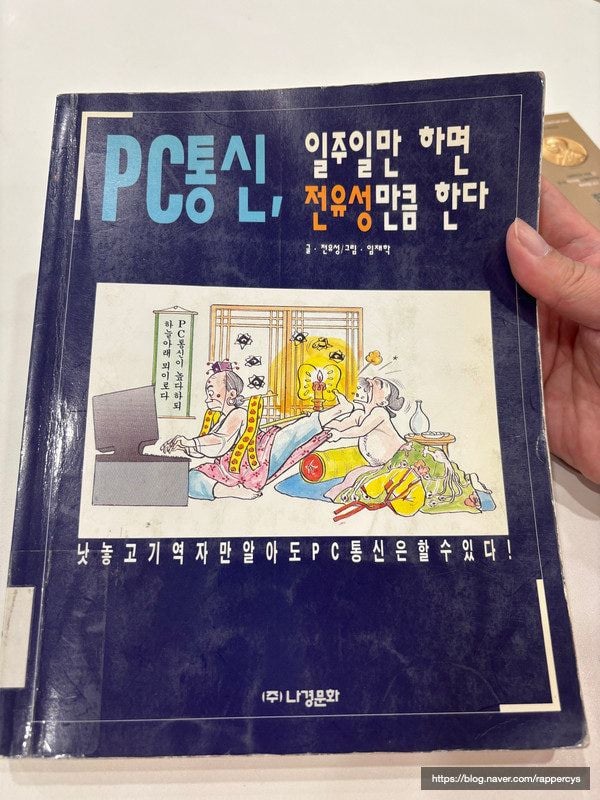 PC통신,
일주일만 하면
전유성만큼 한다
글·전유성/그림·임재학
PC통신이 높다하되
하늘아래 뫼이로다
낫놓고기역자만알아도PC통신은할수있다!
(주)나경문화
https://blog.naver.com/rappercys